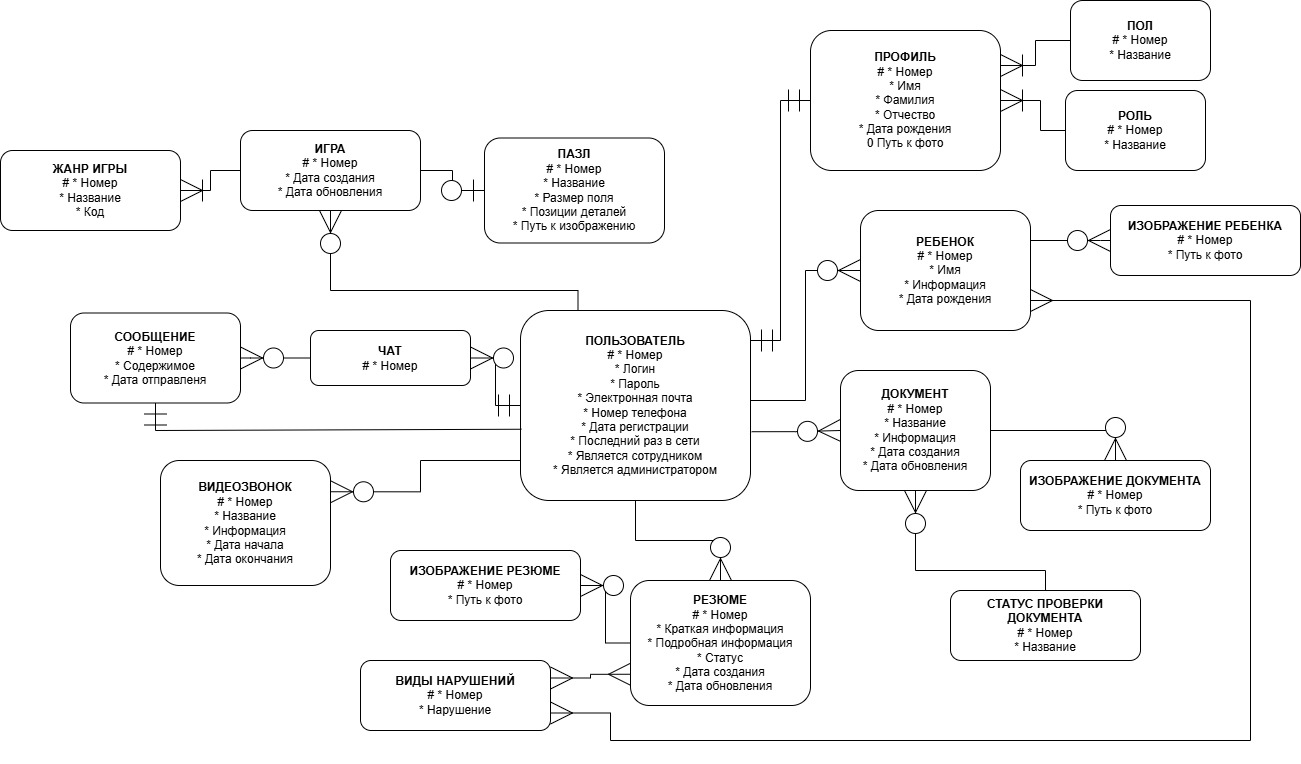 ПОЛ
# * Номер
* Название
ПРОФИЛЬ
# * Номер
* Имя
* Фамилия
* Отчество
* Дата рождения
0 Путь к фото
РОЛЬ
# * Номер
* Название
ЖАНР ИГРЫ
# * Номер
* Название
* Код
ИГРА
# * Номер
* Дата создания
* Дата обновления
ПАЗЛ
# * Номер
* Название
* Размер поля
* Позиции деталей
* Путь к изображению
РЕБЕНОК
# * Номер
* Имя
* Информация
* Дата рождения
ИЗОБРАЖЕНИЕ РЕБЕНКА
# * Номер
* Путь к фото
СООБЩЕНИЕ
# * Номер
* Содержимое
* Дата отправленя
ЧАТ
# * Номер
ПОЛЬЗОВАТЕЛЬ
# * Номер
* Логин
* Пароль
* Электронная почта
* Номер телефона
* Дата регистрации
* Последний раз в сети
* Является сотрудником
* Является администратором
ДОКУМЕНТ
# * Номер
* Название
* Информация
* Дата создания
* Дата обновления
ИЗОБРАЖЕНИЕ ДОКУМЕНТА
# * Номер
* Путь к фото
ВИДЕОЗВОНОК
# * Номер
* Название
* Информация
* Дата начала
* Дата окончания
ИЗОБРАЖЕНИЕ РЕЗЮМЕ
# * Номер
* Путь к фото
РЕЗЮМЕ
# * Номер
* Краткая информация
* Подробная информация
* Статус
* Дата создания
* Дата обновления
СТАТУС ПРОВЕРКИ
ДОКУМЕНТА
# * Номер
* Название
ВИДЫ НАРУШЕНИЙ
# * Номер
* Нарушение